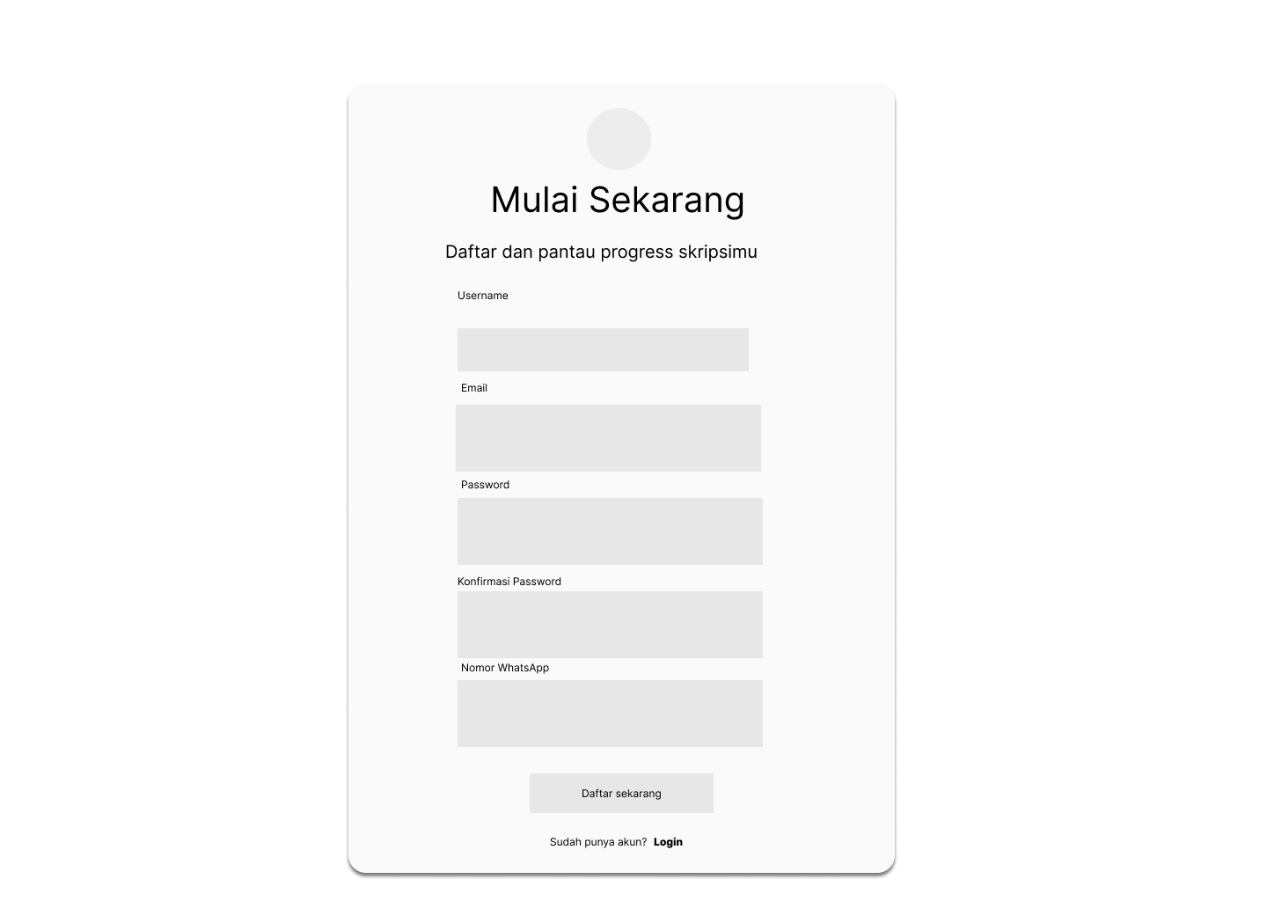 Mulai Sekarang
Daftar dan pantau progress skripsimu
Username
Email
Password
Konfirmasi Password
Nomor WhatsApp
Daftar sekarang
Sudah punya akun? Login